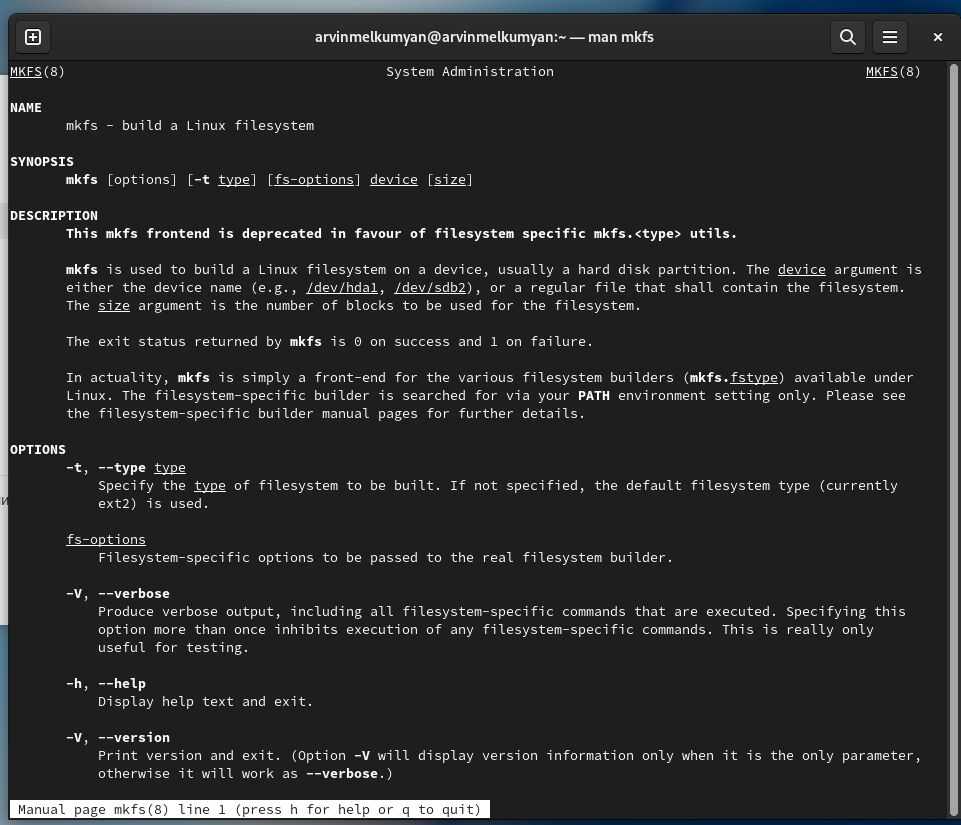 arvinmelkumyan@arvinmelkumyan:~ — man mkfs
MKFS(8) System Administration MKFS(8)
NAME
mkfs - build a Linux filesystem
SYNOPSIS
mkfs [options] [-t type] [fs-options] device [size]
DESCRIPTION
This mkfs frontend is deprecated in favour of filesystem specific mkfs.<type> utils.
mkfs is used to build a Linux filesystem on a device, usually a hard disk partition. The device argument is
either the device name (e.g., /dev/hda1, /dev/sdb2), or a regular file that shall contain the filesystem.
The size argument is the number of blocks to be used for the filesystem.
The exit status returned by mkfs is 0 on success and 1 on failure.
In actuality, mkfs is simply a front-end for the various filesystem builders (mkfs.fstype) available under
Linux. The filesystem-specific builder is searched for via your PATH environment setting only. Please see
the filesystem-specific builder manual pages for further details.
OPTIONS
-t, --type type
Specify the type of filesystem to be built. If not specified, the default filesystem type (currently
ext2) is used.
fs-options
Filesystem-specific options to be passed to the real filesystem builder.
-V, --verbose
Produce verbose output, including all filesystem-specific commands that are executed. Specifying this
option more than once inhibits execution of any filesystem-specific commands. This is really only
useful for testing.
-h, --help
Display help text and exit.
-V, --version
Print version and exit. (Option -V will display version information only when it is the only parameter,
otherwise it will work as --verbose.)
Manual page mkfs(8) line 1 (press h for help or q to quit)